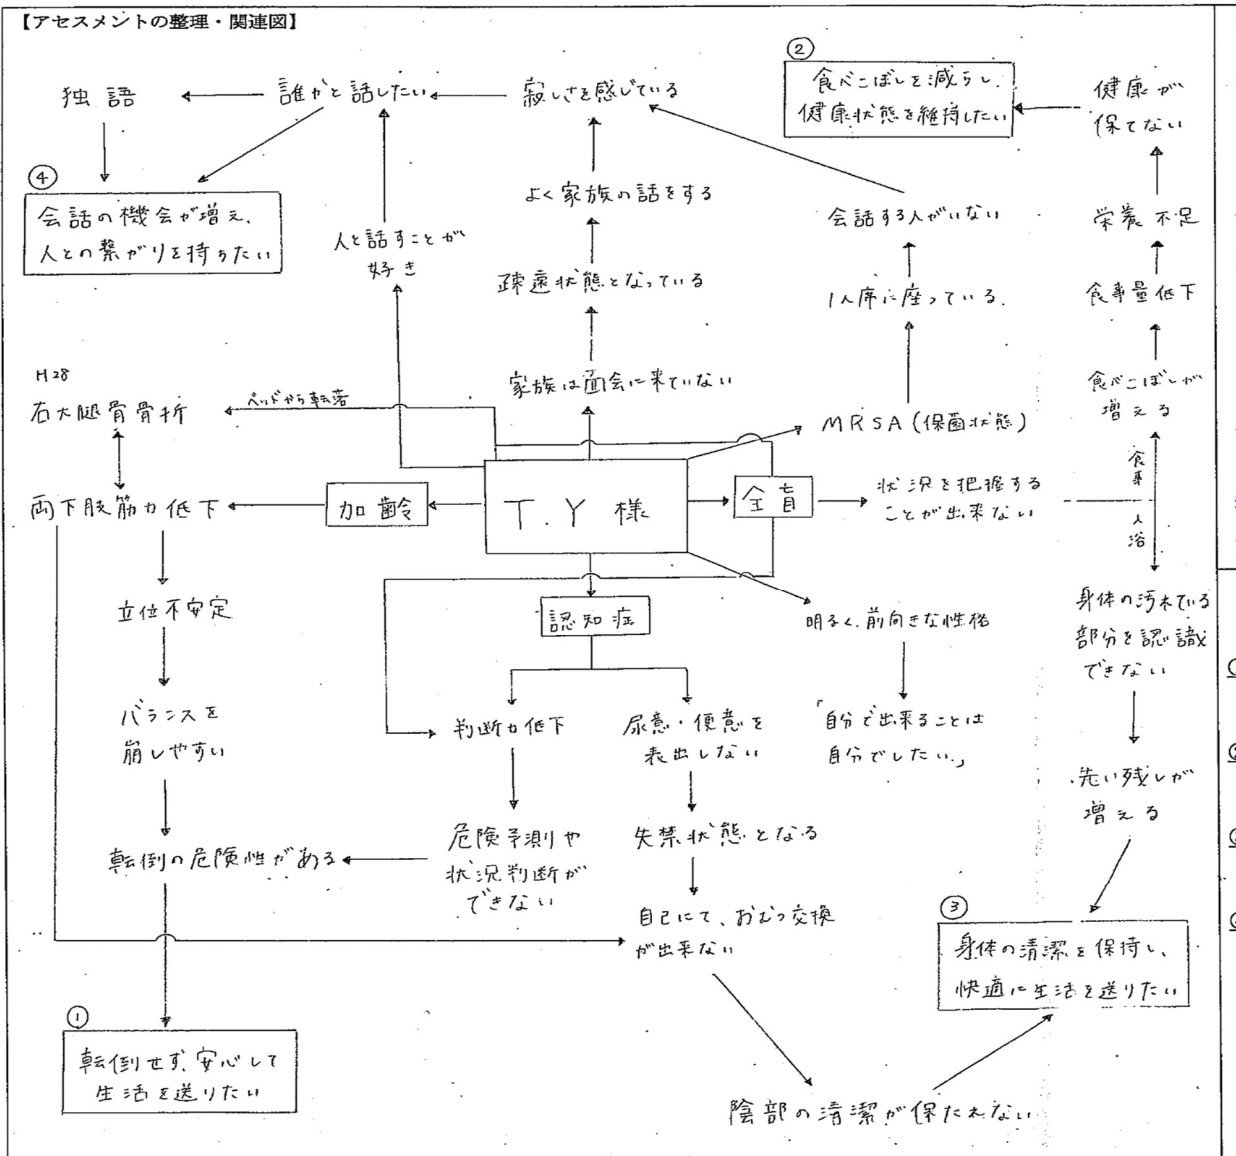 【アセスメントの整理・関連図】
独語
誰かと話したい
寂しさを感じている
②
食べこぼしを減らし、
健康状態を維持したい
健康が
保てない
④
会話の機会が増え、
人との繋がりを持ちたい
人と話すことが
好き
よく家族の話をする
疎遠状態となっている
家族は面会に来ていない
会話する人がいない
1人席に座っている.
MRSA(保菌状態)
栄養不足
食事量低下
食べこぼしが
増える
H28
右大腿骨骨折
ベッドから転落
両下肢筋力低下
加齢
T.Y 様
全盲
状況を把握する
ことが出来ない
食事
入浴
立位不安定
バランスを
崩しやすい
転倒の危険性がある
認知症
判断力低下
危険予測や
状況判断が
できない
尿意・便意を
表出しない
失禁状態となる
自己にて、おむつ交換
が出来ない
明るく、前向きな性格
「自分で出来ることは
自分でしたい。」
身体の汚れている
部分を認識
できない
洗い残しが
増える
③
身体の清潔を保持し、
快適に生活を送りたい
①
転倒せず、安心して
生活を送りたい
陰部の清潔が保たれない